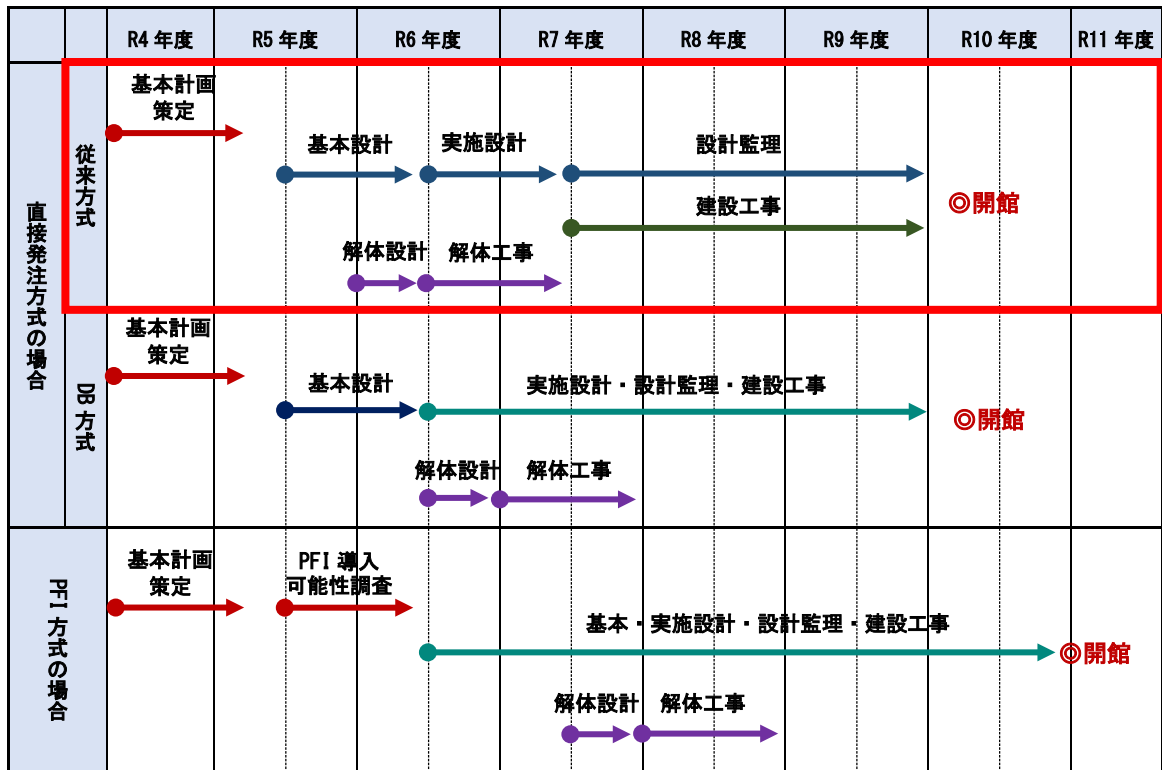 R4 年度
R5 年度
R6 年度
R7 年度
R8 年度
R9 年度
R10 年度
R11 年度
直接発注方式の場合
従来方式
基本計画
策定
基本設計
実施設計
設計監理
建設工事
◎開館
解体設計
解体工事
DB 方式
基本計画
策定
基本設計
実施設計・設計監理・建設工事
◎開館
解体設計
解体工事
PFI 方式の場合
基本計画
策定
PFI 導入
可能性調査
基本・実施設計・設計監理・建設工事
◎開館
解体設計
解体工事